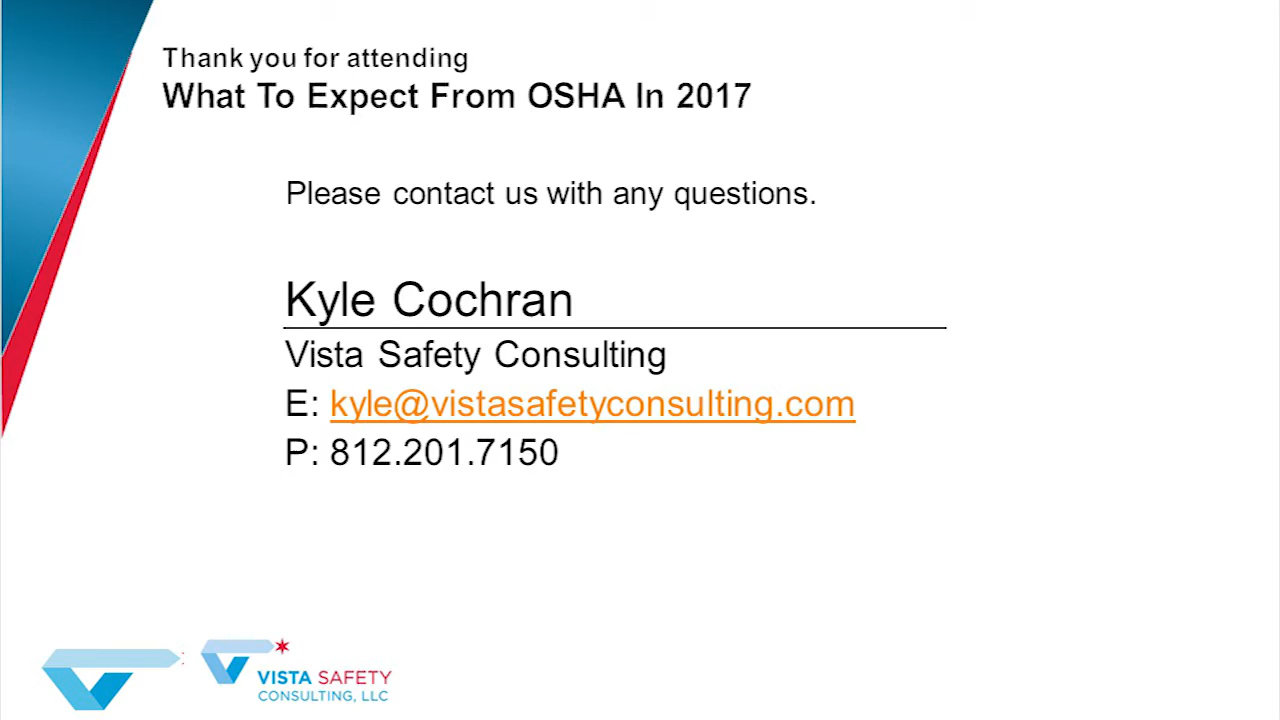 Thank you for attending
What To Expect From OSHA In 2017
Please contact us with any questions.
Kyle Cochran
Vista Safety Consulting
E: kyle@vistasafetyconsulting.com
P: 812.201.7150
VISTA SAFETY
CONSULTING, LLC